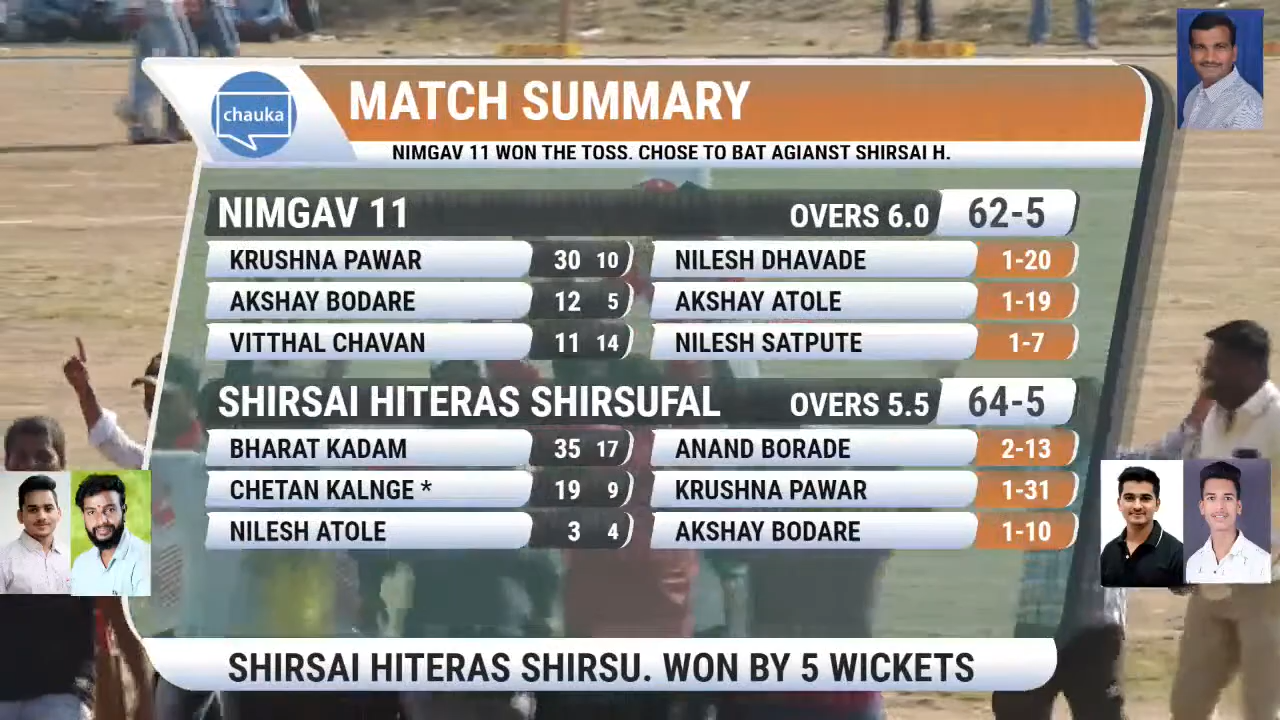 chauka
MATCH SUMMARY
NIMGAV 11 WON THE TOSS. CHOSE TO BAT AGIANST SHIRSAI H.
NIMGAV 11 OVERS 6.0 62-5
KRUSHNA PAWAR 30 10 NILESH DHAVADE 1-20
AKSHAY BODARE 12 5 AKSHAY ATOLE 1-19
VITTHAL CHAVAN 11 14 NILESH SATPUTE 1-7
SHIRSAI HITERAS SHIRSUFAL OVERS 5.5 64-5
BHARAT KADAM 35 17 ANAND BORADE 2-13
CHETAN KALNGE * 19 9 KRUSHNA PAWAR 1-31
NILESH ATOLE 3 4 AKSHAY BODARE 1-10
SHIRSAI HITERAS SHIRSU. WON BY 5 WICKETS